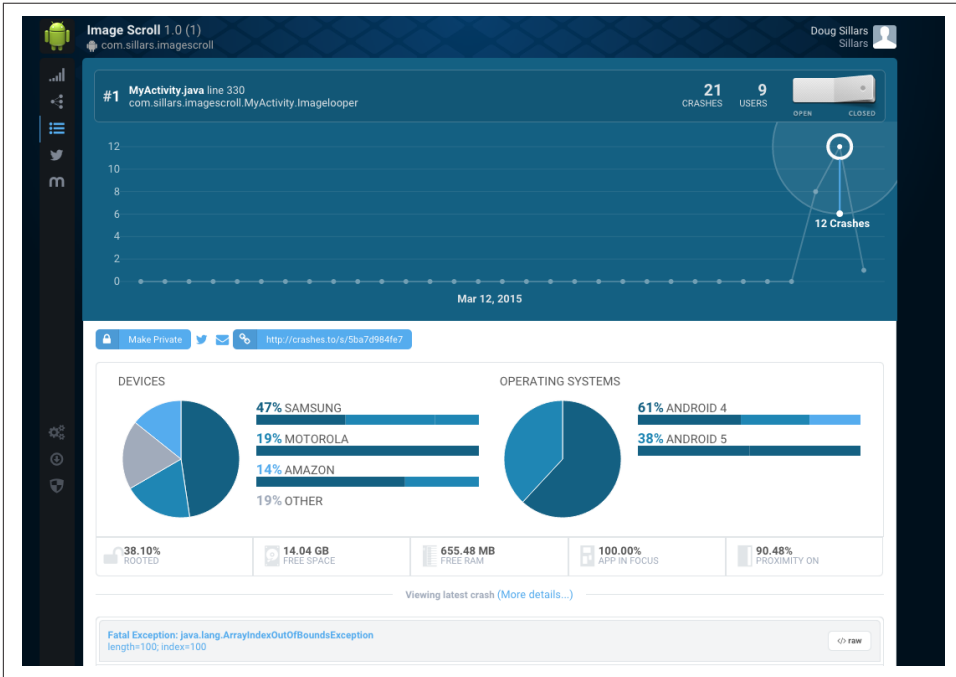 Image Scroll 1.0 (1)
com.sillars.imagescroll
Doug Sillars
Sillars
#1
MyActivity.java line 330
com.sillars.imagescroll.MyActivity.Imagelooper
21
CRASHES
9
USERS
OPEN
CLOSED
12
10
8
6
4
2
0
12 Crashes
Mar 12, 2015
Make Private
http://crashes.to/s/5ba7d984fe7
DEVICES
47% SAMSUNG
19% MOTOROLA
14% AMAZON
19% OTHER
OPERATING SYSTEMS
61% ANDROID 4
38% ANDROID 5
38.10%
ROOTED
14.04 GB
FREE SPACE
655.48 MB
FREE RAM
100.00%
APP IN FOCUS
90.48%
PROXIMITY ON
Viewing latest crash (More details...)
Fatal Exception: java.lang.ArrayIndexOutOfBoundsException
length=100; index=100
</> raw